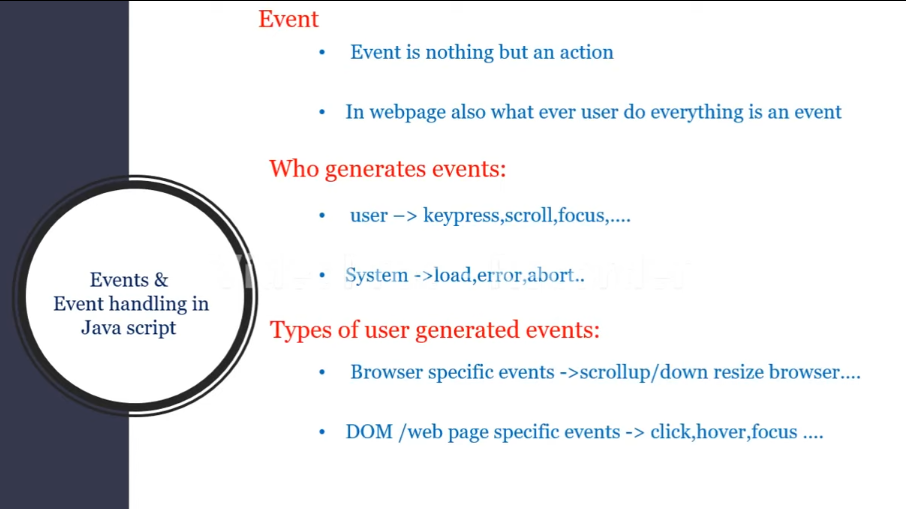 Event
• Event is nothing but an action
• In webpage also what ever user do everything is an event
Who generates events:
• user –> keypress,scroll,focus,....
• System ->load,error,abort..
Types of user generated events:
• Browser specific events ->scrollup/down resize browser....
• DOM /web page specific events -> click,hover,focus ....
Events &
Event handling in
Java script